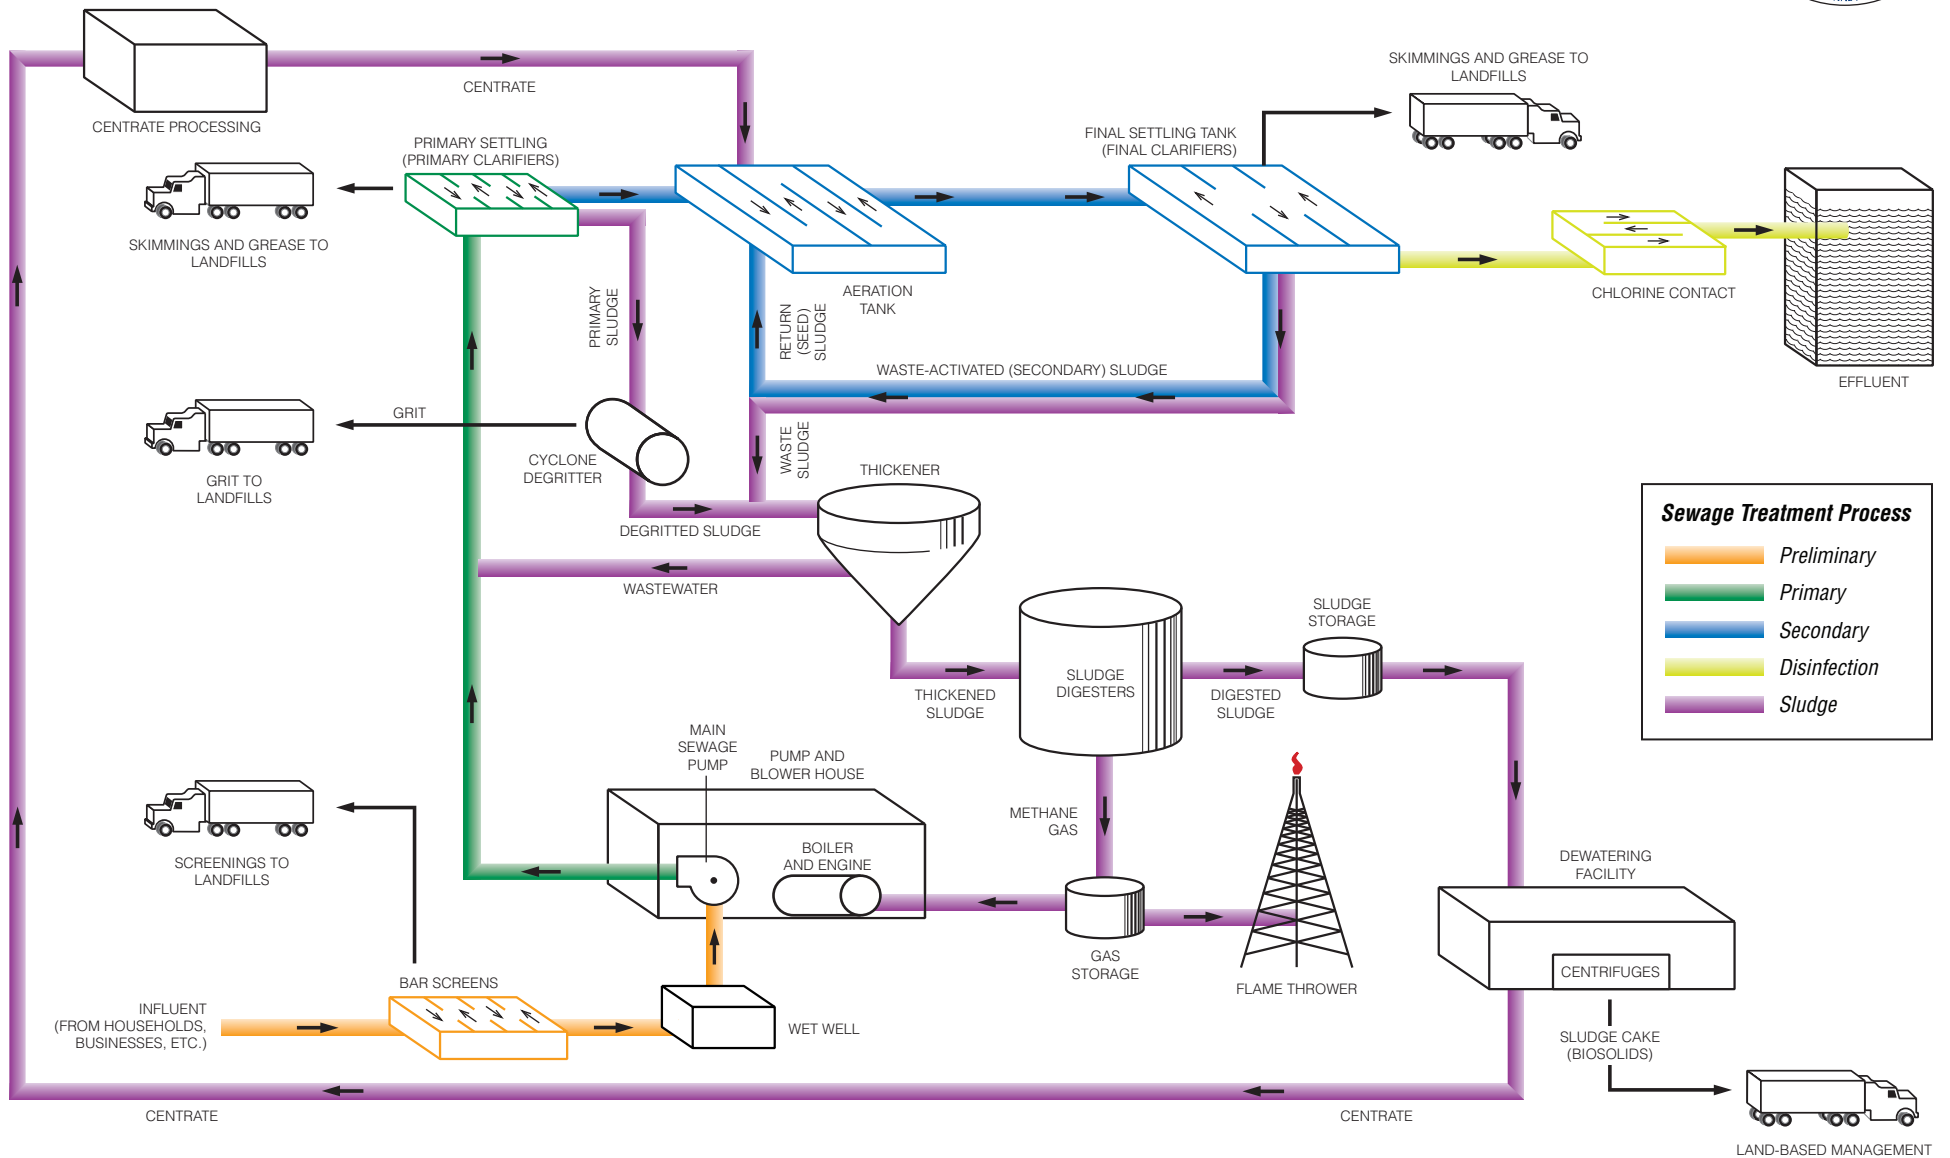 SKIMMINGS AND GREASE TO
LANDFILLS
CENTRATE
CENTRATE PROCESSING
PRIMARY SETTLING
(PRIMARY CLARIFIERS)
FINAL SETTLING TANK
(FINAL CLARIFIERS)
SKIMMINGS AND GREASE TO
LANDFILLS
AERATION
TANK
CHLORINE CONTACT
EFFLUENT
PRIMARY
SLUDGE
RETURN
(SEED)
SLUDGE
WASTE-ACTIVATED (SECONDARY) SLUDGE
GRIT
GRIT TO
LANDFILLS
CYCLONE
DEGRITTER
WASTE
SLUDGE
THICKENER
DEGRITTED SLUDGE
WASTEWATER
Sewage Treatment Process
Preliminary
Primary
Secondary
Disinfection
Sludge
SLUDGE
STORAGE
SLUDGE
DIGESTERS
THICKENED
SLUDGE
DIGESTED
SLUDGE
MAIN
SEWAGE
PUMP
PUMP AND
BLOWER HOUSE
METHANE
GAS
BOILER
AND ENGINE
SCREENINGS TO
LANDFILLS
DEWATERING
FACILITY
GAS
STORAGE
FLAME THROWER
CENTRIFUGES
BAR SCREENS
INFLUENT
(FROM HOUSEHOLDS,
BUSINESSES, ETC.)
WET WELL
SLUDGE CAKE
(BIOSOLIDS)
CENTRATE
CENTRATE
LAND-BASED MANAGEMENT